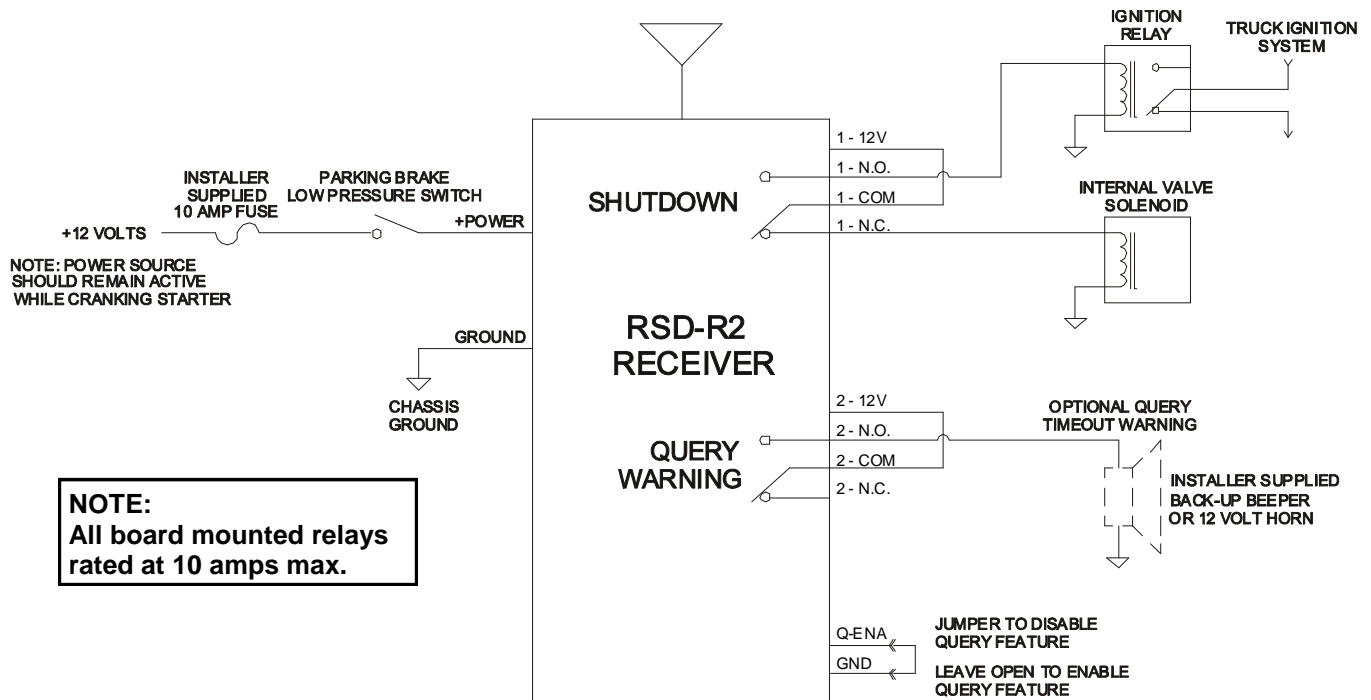 IGNITION
RELAY
TRUCK IGNITION
SYSTEM
1 - 12V
1 - N.O.
1 - COM
1 - N.C.
SHUTDOWN
INSTALLER
SUPPLIED
10 AMP FUSE
PARKING BRAKE
LOW PRESSURE SWITCH
+POWER
+12 VOLTS
NOTE: POWER SOURCE
SHOULD REMAIN ACTIVE
WHILE CRANKING STARTER
INTERNAL VALVE
SOLENOID
RSD-R2
RECEIVER
GROUND
CHASSIS
GROUND
2 - 12V
2 - N.O.
2 - COM
2 - N.C.
QUERY
WARNING
OPTIONAL QUERY
TIMEOUT WARNING
INSTALLER SUPPLIED
BACK-UP BEEPER
OR 12 VOLT HORN
NOTE:
All board mounted relays
rated at 10 amps max.
Q-ENA
GND
JUMPER TO DISABLE
QUERY FEATURE
LEAVE OPEN TO ENABLE
QUERY FEATURE